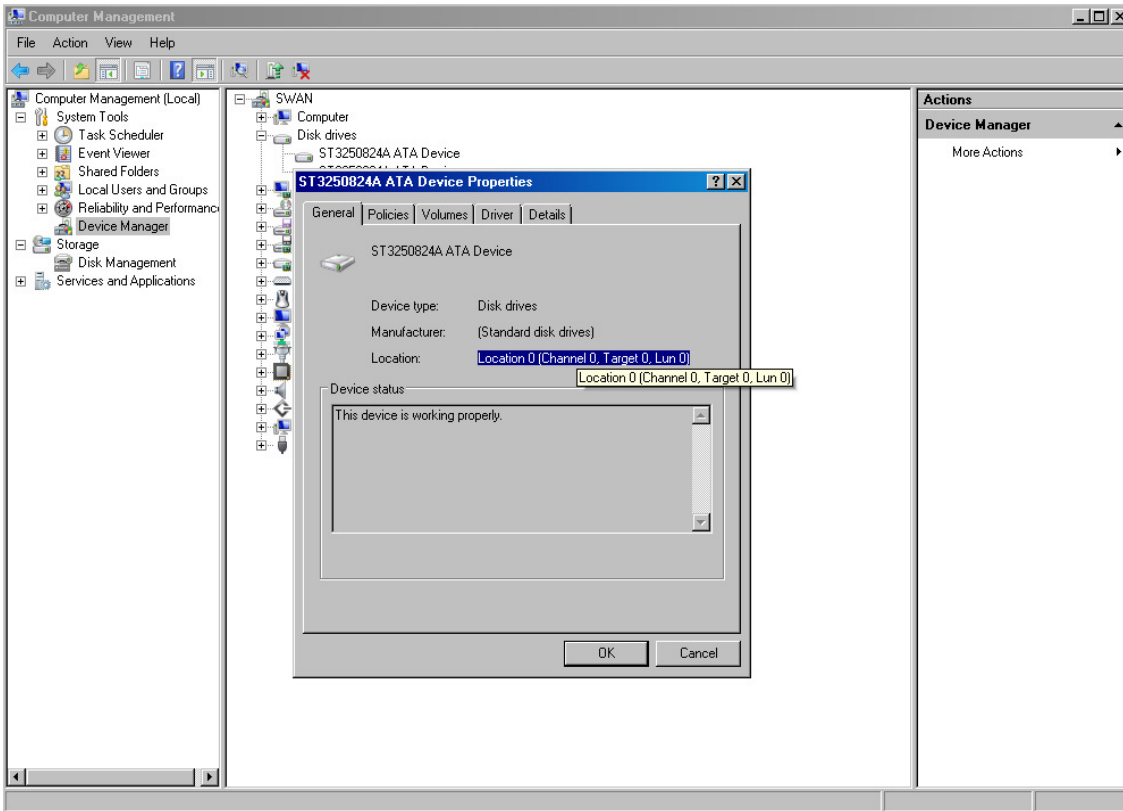 Computer Management
File Action View Help
Computer Management (Local)
System Tools
Task Scheduler
Event Viewer
Shared Folders
Local Users and Groups
Reliability and Performanc
Device Manager
Storage
Disk Management
Services and Applications
SWAN
Computer
Disk drives
ST3250824A ATA Device
ST3250824A ATA Device Properties
General Policies Volumes Driver Details
ST3250824A ATA Device
Device type: Disk drives
Manufacturer: (Standard disk drives)
Location: Location 0 (Channel 0, Target 0, Lun 0)
Location 0 (Channel 0, Target 0, Lun 0)
Device status
This device is working properly.
OK Cancel
Actions
Device Manager
More Actions